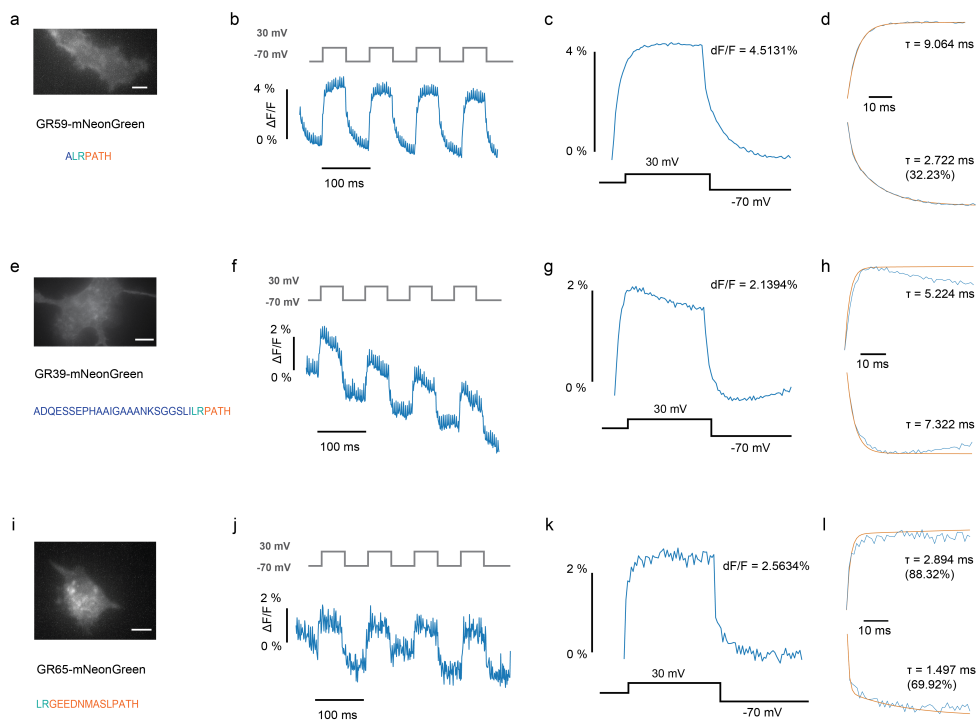 a
GR59-mNeonGreen
ALRPATH
b
30 mV
-70 mV
4 %
ΔF/F
0 %
100 ms
c
4 %
dF/F = 4.5131%
0 %
30 mV
-70 mV
d
τ = 9.064 ms
10 ms
τ = 2.722 ms
(32.23%)
e
GR39-mNeonGreen
ADQESSEPHAAIGAAANKSGGSLILRPATH
f
30 mV
-70 mV
2 %
ΔF/F
0 %
100 ms
g
2 %
dF/F = 2.1394%
0 %
30 mV
-70 mV
h
τ = 5.224 ms
10 ms
τ = 7.322 ms
i
GR65-mNeonGreen
LRGEEDNMASLPATH
j
30 mV
-70 mV
2 %
ΔF/F
0 %
100 ms
k
2 %
dF/F = 2.5634%
0 %
30 mV
-70 mV
l
τ = 2.894 ms
(88.32%)
10 ms
τ = 1.497 ms
(69.92%)